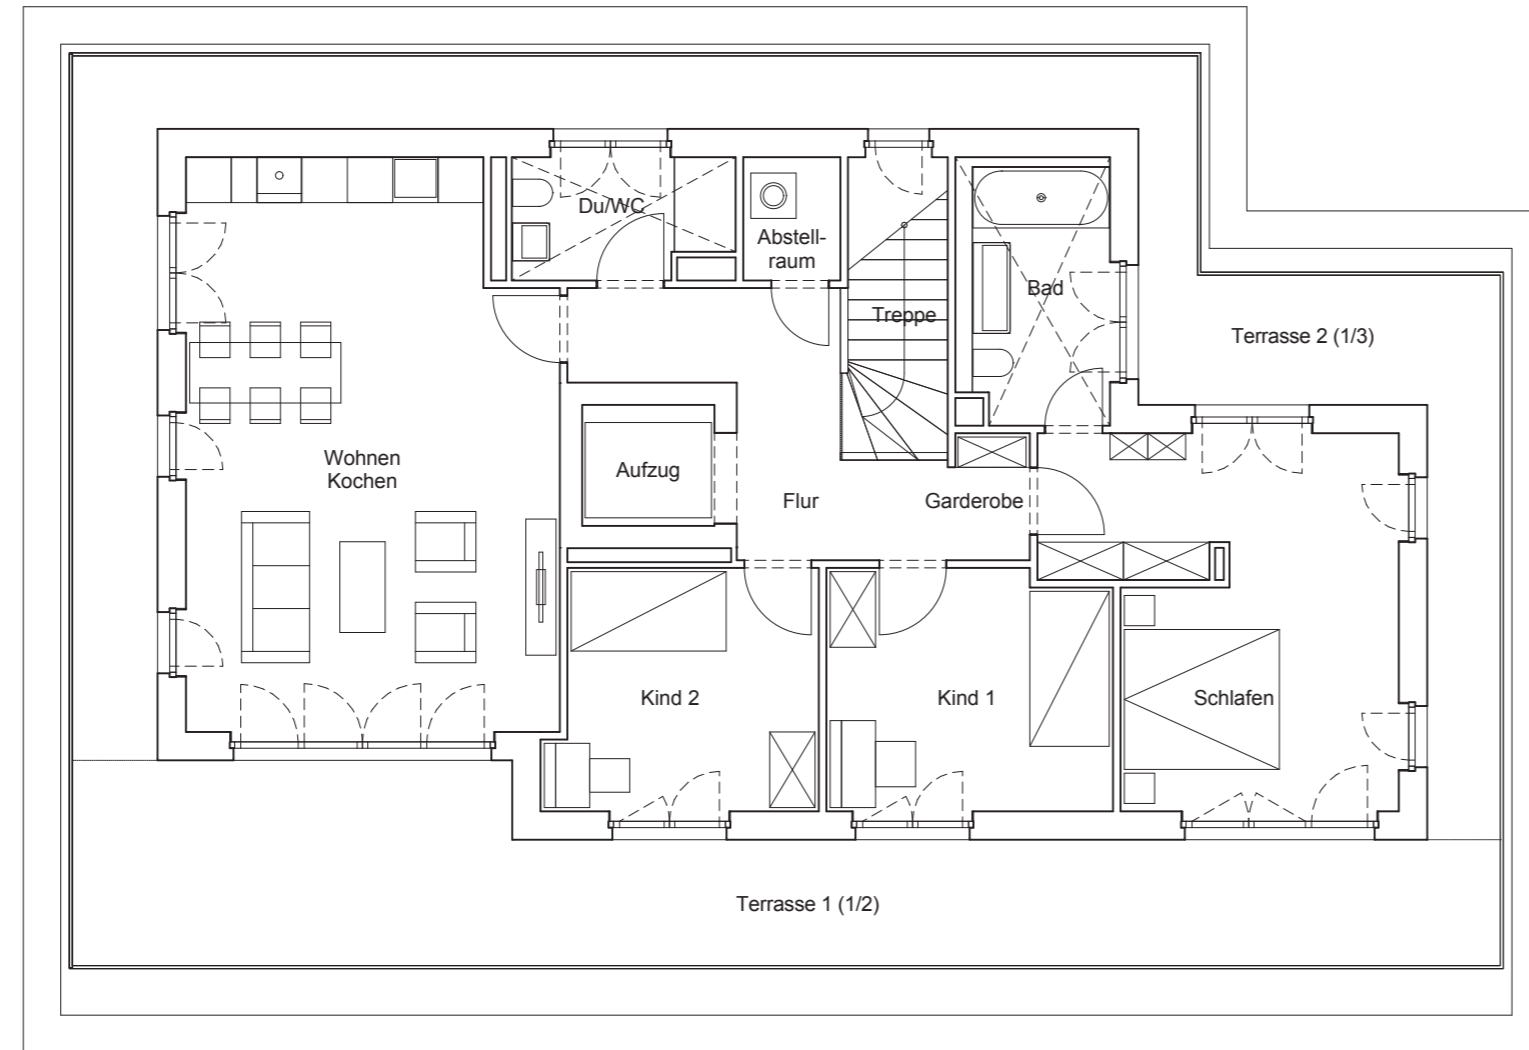 Du/WC
Abstell-
raum
Bad
Treppe
Terrasse 2 (1/3)
Wohnen
Kochen
Aufzug
Flur
Garderobe
Kind 2
Kind 1
Schlafen
Terrasse 1 (1/2)